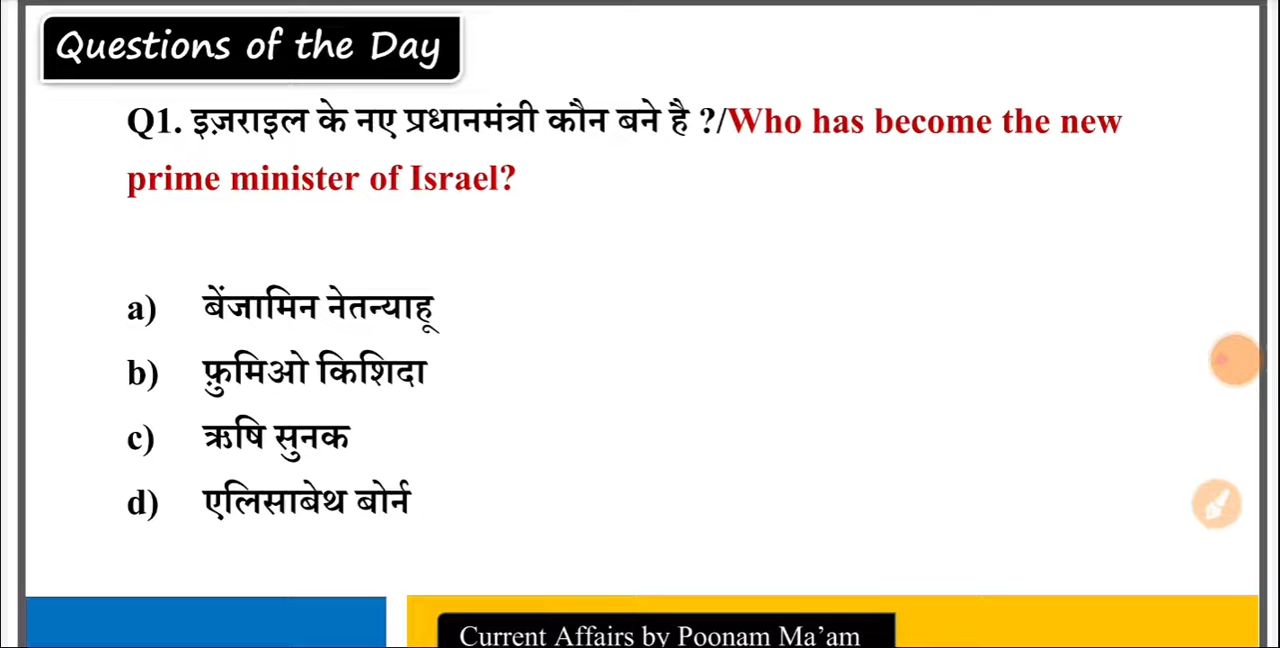 Questions of the Day
Q1. इज़राइल के नए प्रधानमंत्री कौन बने है ?/Who has become the new
prime minister of Israel?
a) बेंजामिन नेतन्याहू
b) फ़ुमिओ किशिदा
c) ऋषि सुनक
d) एलिसाबेथ बोर्न
Current Affairs by Poonam Ma’am